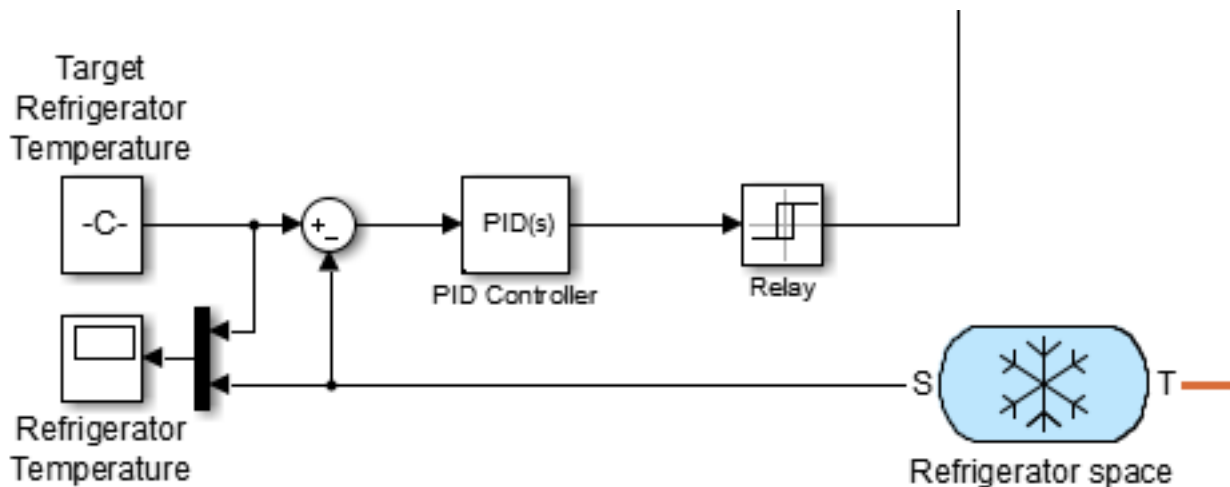 Target
Refrigerator
Temperature
-C-
+
−
PID(s)
PID Controller
Relay
Refrigerator
Temperature
S
T
Refrigerator space